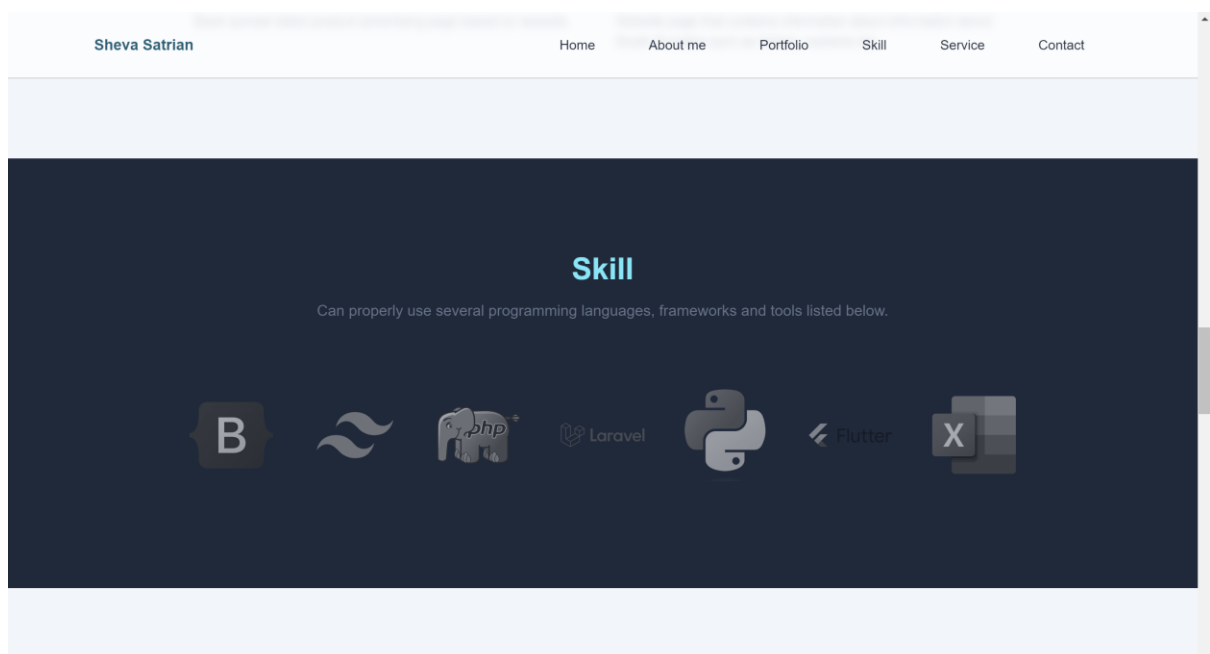 Sheva Satrian
Home About me Portfolio Skill Service Contact
Skill
Can properly use several programming languages, frameworks and tools listed below.
B php Laravel Flutter X